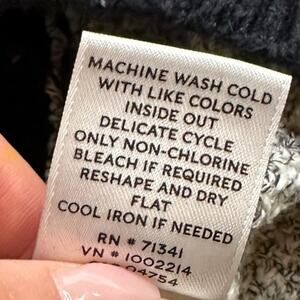 MACHINE WASH COLD
WITH LIKE COLORS
INSIDE OUT
DELICATE CYCLE
ONLY NON-CHLORINE
BLEACH IF REQUIRED
RESHAPE AND DRY
FLAT
COOL IRON IF NEEDED
RN # 71341
VN # 1002214
04754